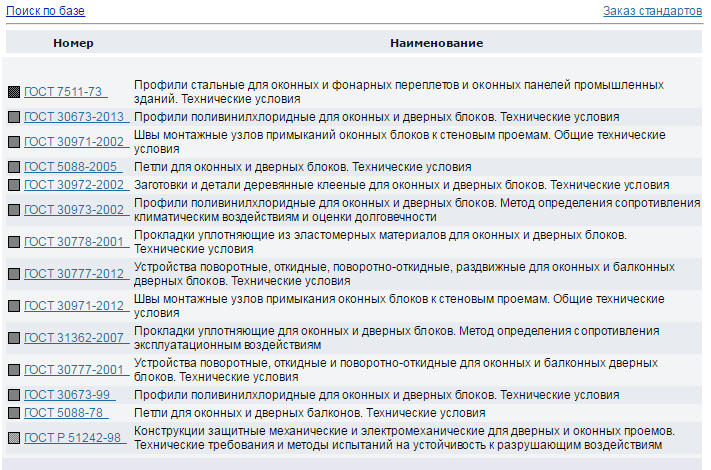 Поиск по базе
Заказ стандартов
Номер
Наименование
ГОСТ 7511-73
Профили стальные для оконных и фонарных переплетов и оконных панелей промышленных
зданий. Технические условия
ГОСТ 30673-2013
Профили поливинилхлоридные для оконных и дверных блоков. Технические условия
ГОСТ 30971-2002
Швы монтажные узлов примыканий оконных блоков к стеновым проемам. Общие технические
условия
ГОСТ 5088-2005
Петли для оконных и дверных блоков. Технические условия
ГОСТ 30972-2002
Заготовки и детали деревянные клееные для оконных и дверных блоков. Технические условия
ГОСТ 30973-2002
Профили поливинилхлоридные для оконных и дверных блоков. Метод определения сопротивления
климатическим воздействиям и оценки долговечности
ГОСТ 30778-2001
Прокладки уплотняющие из эластомерных материалов для оконных и дверных блоков.
Технические условия
ГОСТ 30777-2012
Устройства поворотные, откидные, поворотно-откидные, раздвижные для оконных и балконных
дверных блоков. Технические условия
ГОСТ 30971-2012
Швы монтажные узлов примыкания оконных блоков к стеновым проемам. Общие технические
условия
ГОСТ 31362-2007
Прокладки уплотняющие для оконных и дверных блоков. Метод определения сопротивления
эксплуатационным воздействиям
ГОСТ 30777-2001
Устройства поворотные, откидные и поворотно-откидные для оконных и балконных дверных
блоков. Технические условия
ГОСТ 30673-99
Профили поливинилхлоридные для оконных и дверных блоков. Технические условия
ГОСТ 5088-78
Петли для оконных и дверных балконов. Технические условия
ГОСТ Р 51242-98
Конструкции защитные механические и электромеханические для дверных и оконных проемов.
Технические требования и методы испытаний на устойчивость к разрушающим воздействиям